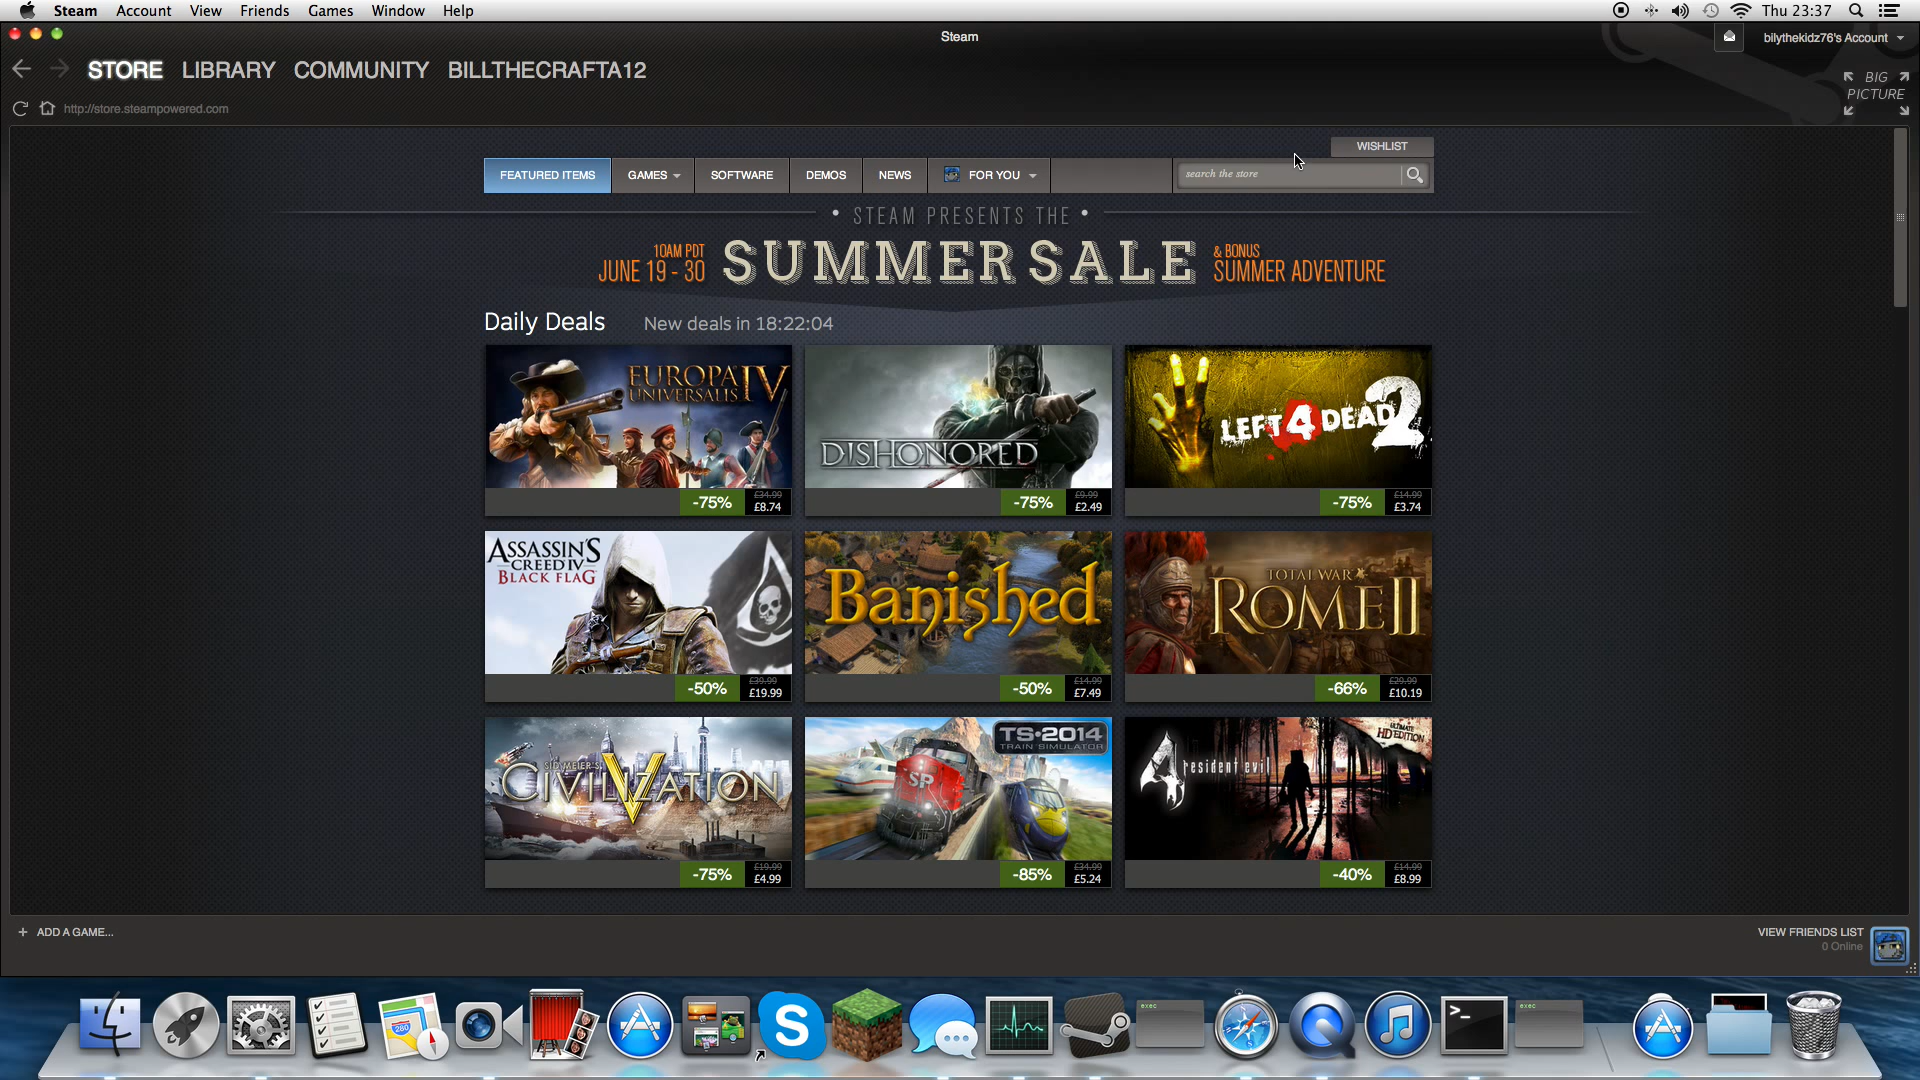 Steam Account View Friends Games Window Help Thu 23:37
Steam
bilythekidz76's Account
STORE LIBRARY COMMUNITY BILLTHECRAFTA12
BIG
PICTURE
http://store.steampowered.com
WISHLIST
FEATURED ITEMS GAMES SOFTWARE DEMOS NEWS FOR YOU search the store
• STEAM PRESENTS THE •
10AM PDT
JUNE 19 - 30
SUMMER SALE
& BONUS
SUMMER ADVENTURE
Daily Deals New deals in 18:22:04
EUROPA IV
UNIVERSALIS
-75% £34.99 £8.74
DISHONORED
-75% £9.99 £2.49
LEFT 4 DEAD 2
-75% £14.99 £3.74
ASSASSIN'S
CREED IV
BLACK FLAG
-50% £39.99 £19.99
Banished
-50% £14.99 £7.49
TOTAL WAR
ROME II
-66% £29.99 £10.19
SID MEIER'S
CIVILIZATION V
-75% £19.99 £4.99
TS-2014
TRAIN SIMULATOR
SP
-85% £34.99 £5.24
resident evil 4
ULTIMATE
HD EDITION
-40% £14.99 £8.99
+ ADD A GAME...
VIEW FRIENDS LIST
0 Online
280
S
exec
>_
exec